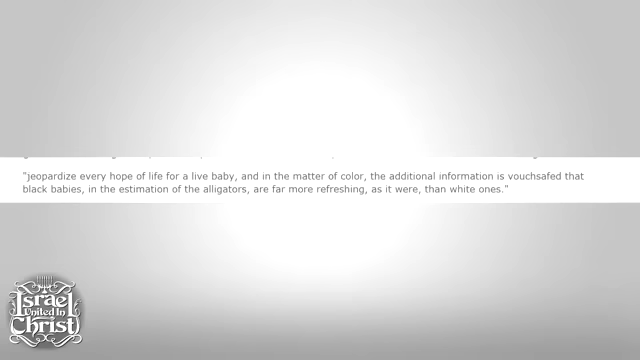 "jeopardize every hope of life for a live baby, and in the matter of color, the additional information is vouchsafed that
black babies, in the estimation of the alligators, are far more refreshing, as it were, than white ones."
Israel
United In
Christ